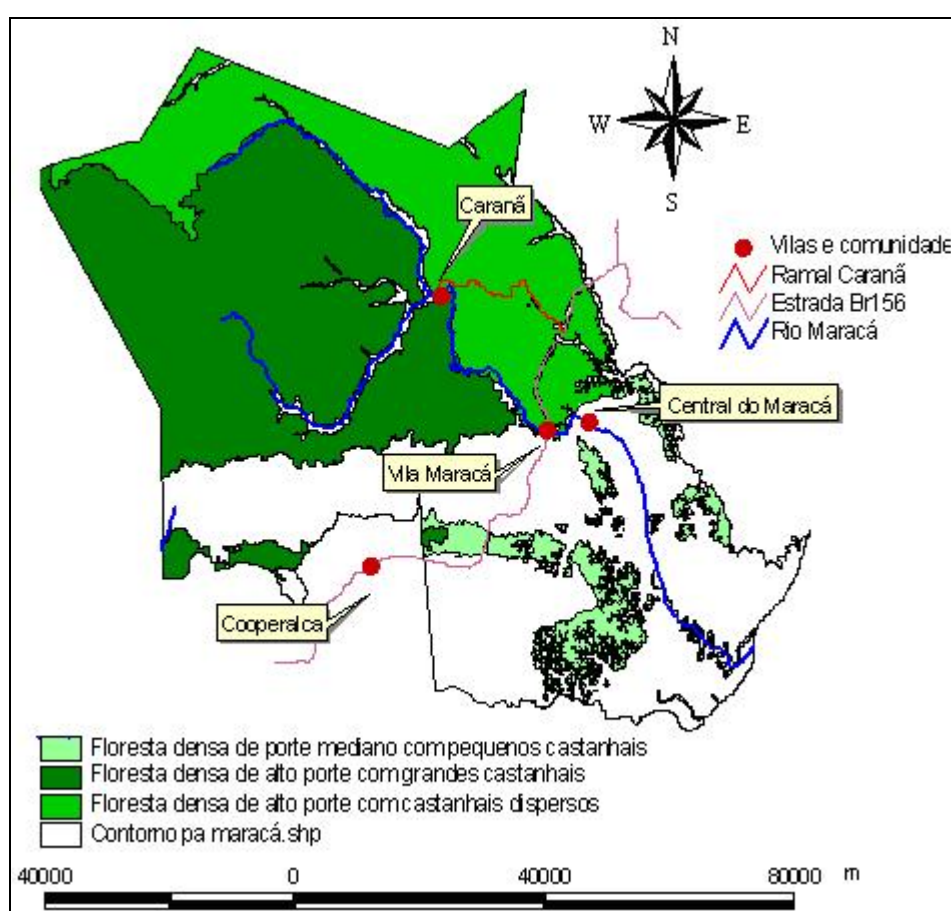 N
W E
S
Caranã
Vilas e comunidade
Ramal Caranã
Estrada Br156
Rio Maracá
Central do Maracá
Vila Maracá
Cooperalca
Floresta densa de porte mediano com pequenos castanhais
Floresta densa de alto porte com grandes castanhais
Floresta densa de alto porte com castanhais dispersos
Contorno pa maracá.shp
40000 0 40000 80000 m